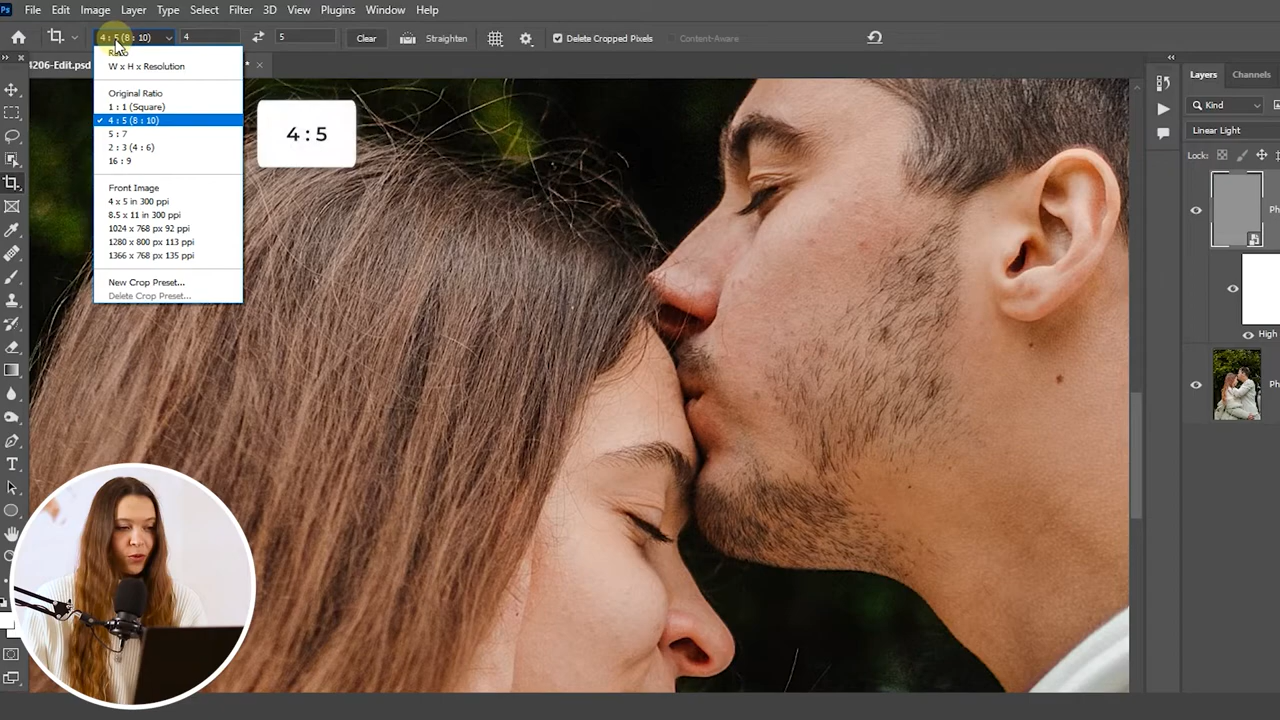 Ps File Edit Image Layer Type Select Filter 3D View Plugins Window Help
4 : 5 (8 : 10) 4 5 Clear Straighten Delete Cropped Pixels Content-Aware
4206-Edit.psd * ×
Ratio
W x H x Resolution
Original Ratio
1 : 1 (Square)
4 : 5 (8 : 10)
5 : 7
2 : 3 (4 : 6)
16 : 9
Front Image
4 x 5 in 300 ppi
8.5 x 11 in 300 ppi
1024 x 768 px 92 ppi
1280 x 800 px 113 ppi
1366 x 768 px 135 ppi
New Crop Preset...
Delete Crop Preset...
4 : 5
Layers Channels
Kind
Linear Light
Lock:
Ph
High
Ph